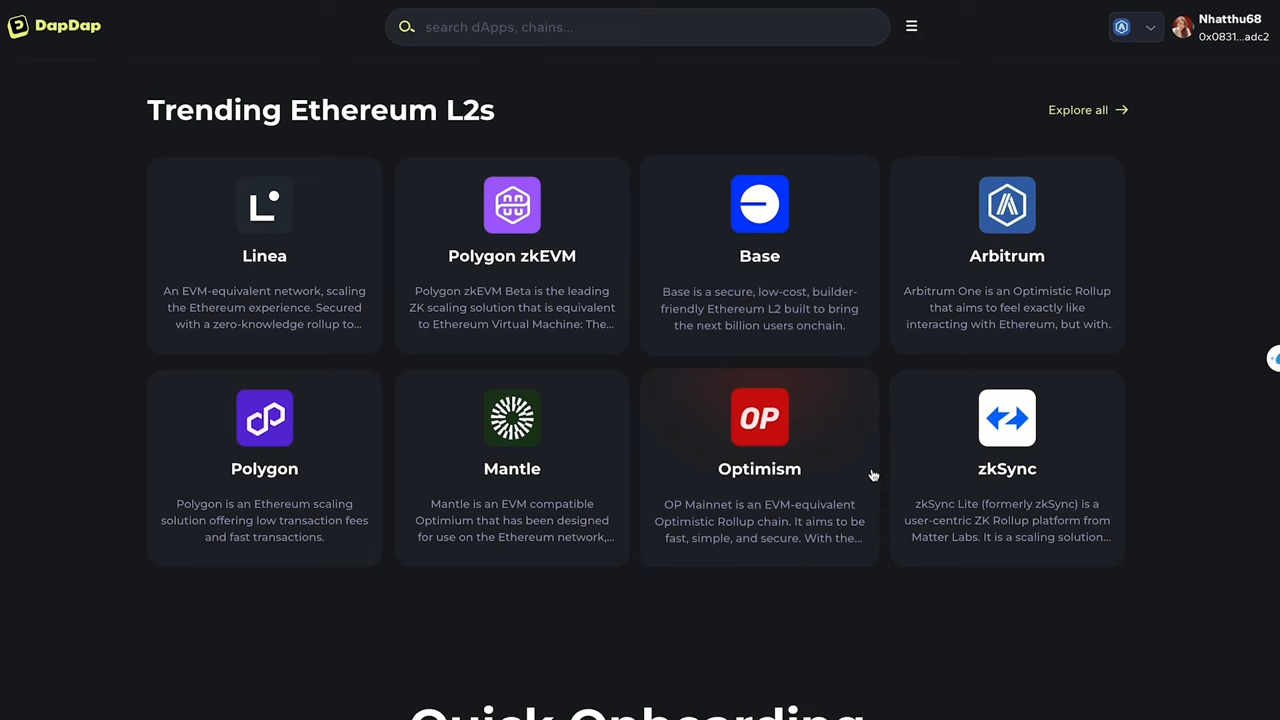 DapDap
search dApps, chains...
Nhatthu68
0x0831...adc2
Trending Ethereum L2s
Explore all
Linea
An EVM-equivalent network, scaling
the Ethereum experience. Secured
with a zero-knowledge rollup to...
Polygon zkEVM
Polygon zkEVM Beta is the leading
ZK scaling solution that is equivalent
to Ethereum Virtual Machine: The...
Base
Base is a secure, low-cost, builder-
friendly Ethereum L2 built to bring
the next billion users onchain.
Arbitrum
Arbitrum One is an Optimistic Rollup
that aims to feel exactly like
interacting with Ethereum, but with..
Polygon
Polygon is an Ethereum scaling
solution offering low transaction fees
and fast transactions.
Mantle
Mantle is an EVM compatible
Optimium that has been designed
for use on the Ethereum network,...
OP
Optimism
OP Mainnet is an EVM-equivalent
Optimistic Rollup chain. It aims to be
fast, simple, and secure. With the...
zkSync
zkSync Lite (formerly zkSync) is a
user-centric ZK Rollup platform from
Matter Labs. It is a scaling solution...
Quick Onboarding